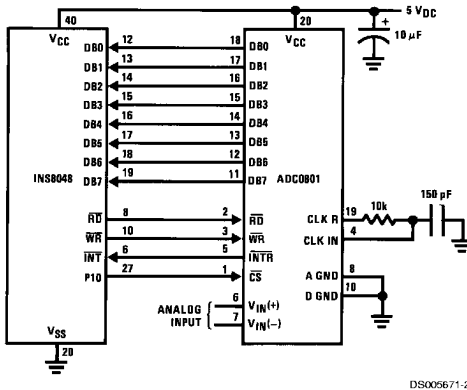 40
20
5 VDC
+
10 µF
VCC
VCC
DB0 12 18 DB0
DB1 13 17 DB1
DB2 14 16 DB2
DB3 15 15 DB3
DB4 16 14 DB4
DB5 17 13 DB5
DB6 18 12 DB6
DB7 19 11 DB7
INS8048
ADC0801
RD 8 2 RD
WR 10 3 WR
INT 6 5 INTR
P10 27 1 CS
CLK R 19 10k 150 pF
CLK IN 4
A GND 8
D GND 10
ANALOG INPUT
6 VIN(+)
7 VIN(−)
VSS
20
DS005671-2